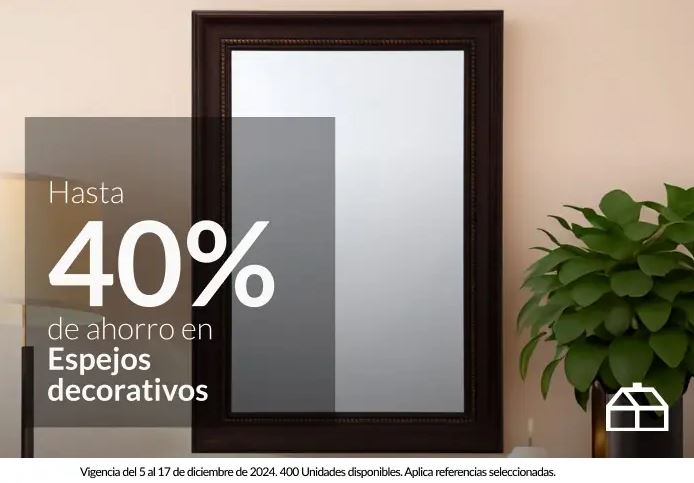 Hasta
40%
de ahorro en
Espejos
decorativos
Vigencia del 5 al 17 de diciembre de 2024. 400 Unidades disponibles. Aplica referencias seleccionadas.